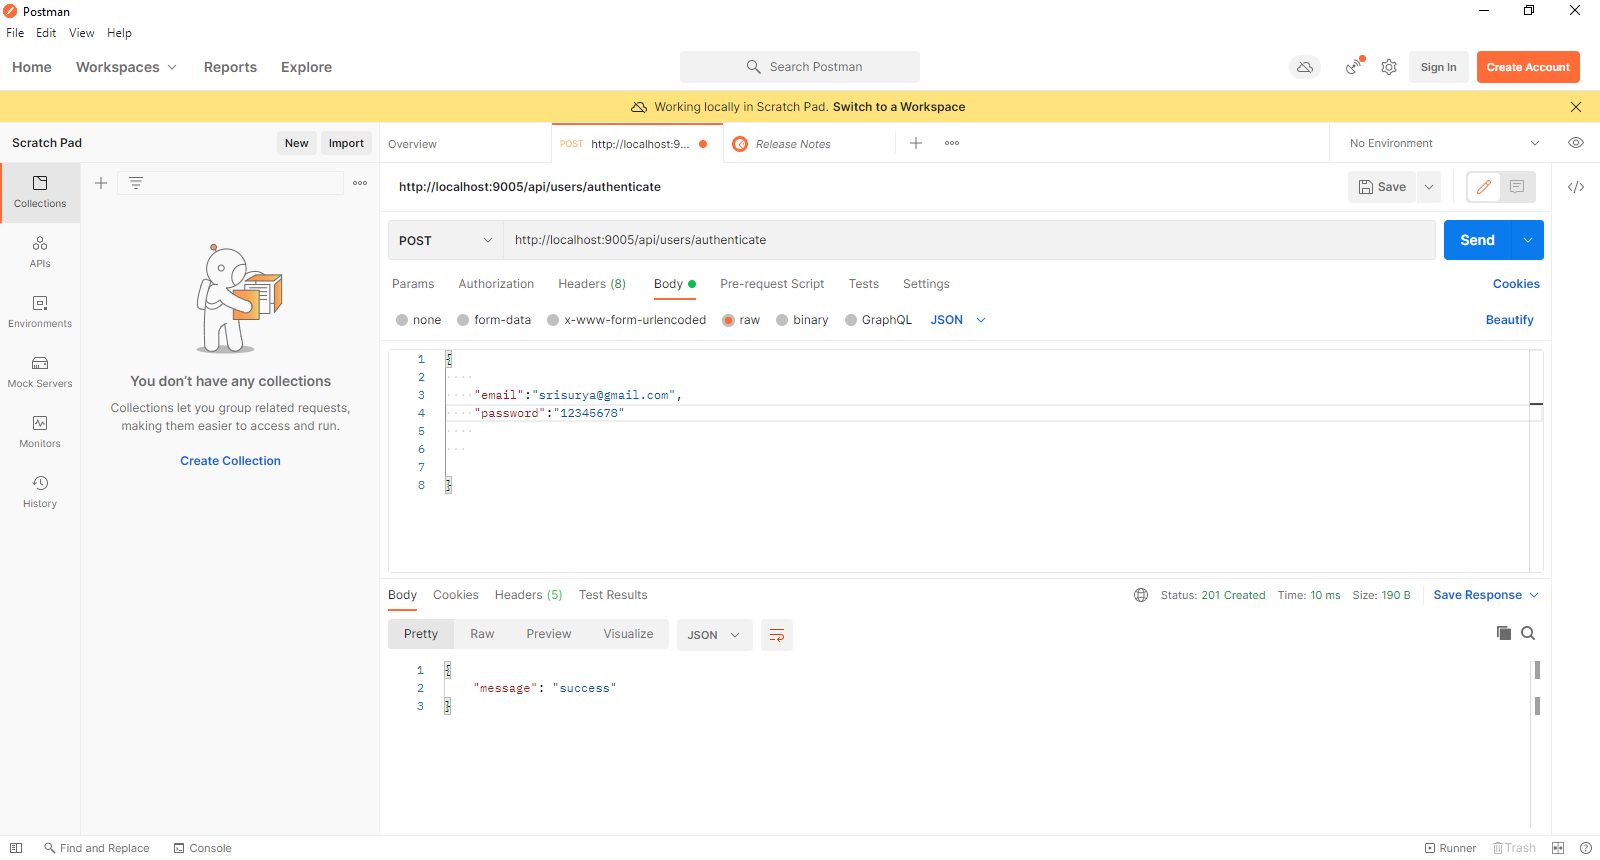 Postman
File Edit View Help
Home Workspaces Reports Explore
Search Postman
Sign In
Create Account
Working locally in Scratch Pad. Switch to a Workspace
Scratch Pad
New
Import
Overview
POST http://localhost:9...
Release Notes
No Environment
Collections
APIs
Environments
Mock Servers
Monitors
History
You don’t have any collections
Collections let you group related requests,
making them easier to access and run.
Create Collection
http://localhost:9005/api/users/authenticate
Save
POST http://localhost:9005/api/users/authenticate
Send
Params Authorization Headers (8) Body Pre-request Script Tests Settings
Cookies
none form-data x-www-form-urlencoded raw binary GraphQL JSON
Beautify
1 {
2
3 "email":"srisurya@gmail.com",
4 "password":"12345678"
5
6
7
8 }
Body Cookies Headers (5) Test Results
Status: 201 Created Time: 10 ms Size: 190 B
Save Response
Pretty Raw Preview Visualize JSON
1 {
2 "message": "success"
3 }
Find and Replace
Console
Runner
Trash